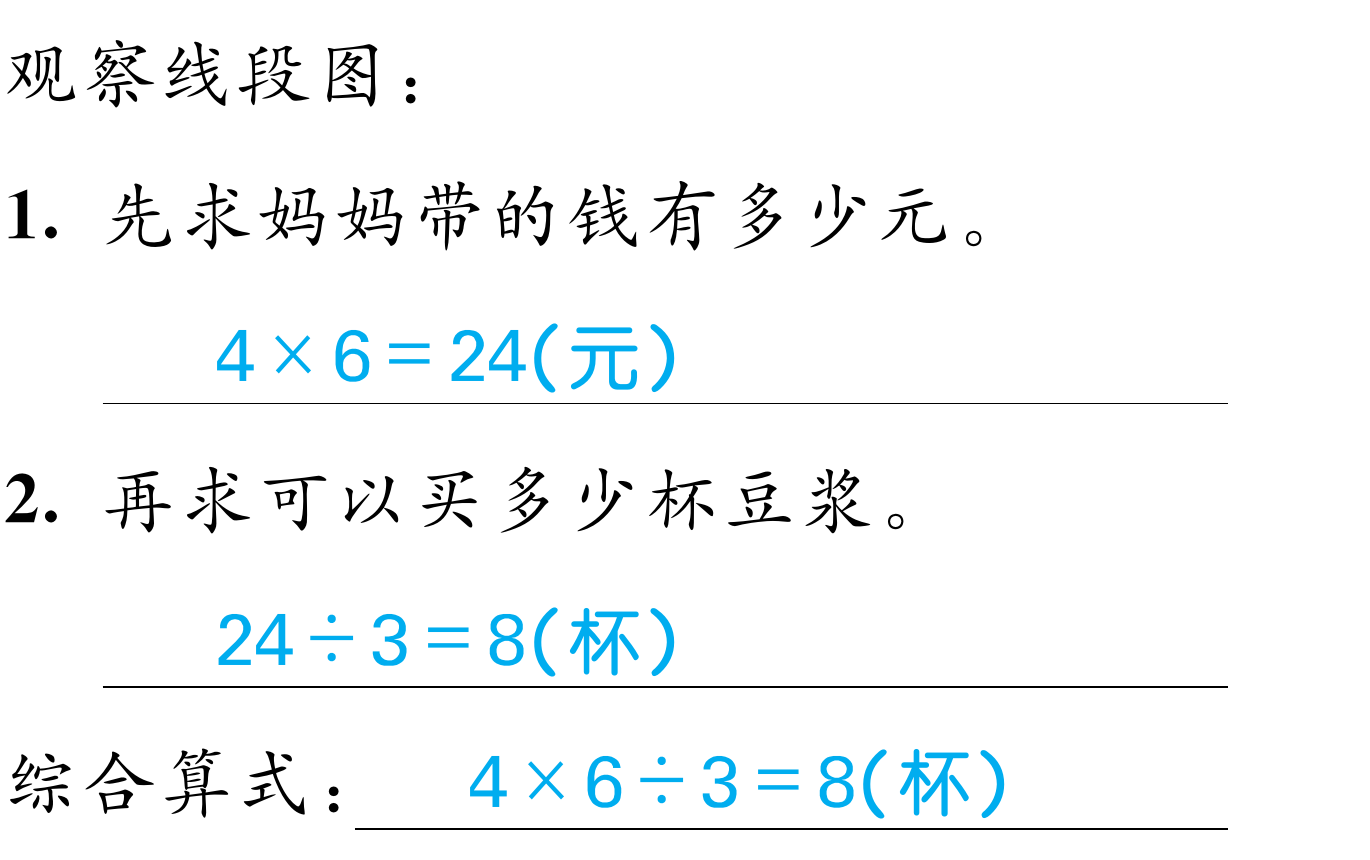 观察线段图：
1. 先求妈妈带的钱有多少元。
4×6=24(元)
2. 再求可以买多少杯豆浆。
24÷3=8(杯)
综合算式：4×6÷3=8(杯)